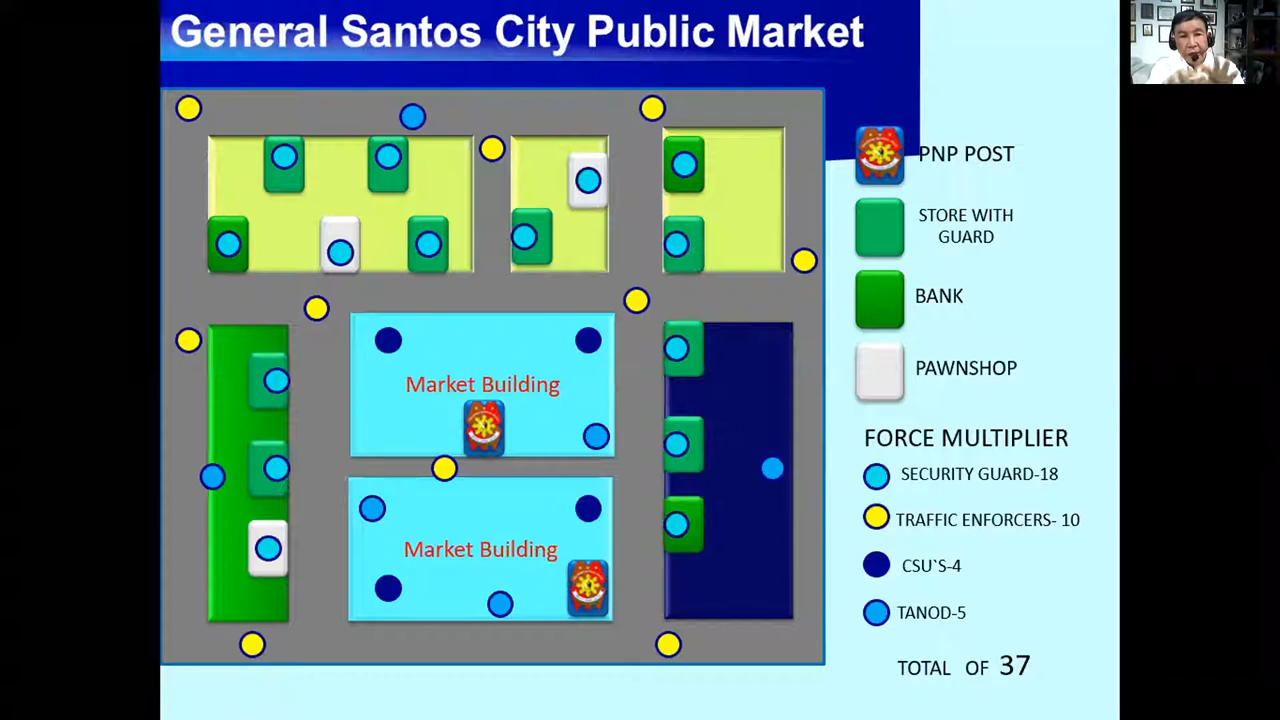 General Santos City Public Market
PNP POST
STORE WITH
GUARD
BANK
PAWNSHOP
Market Building
Market Building
FORCE MULTIPLIER
SECURITY GUARD-18
TRAFFIC ENFORCERS- 10
CSU`S-4
TANOD-5
TOTAL OF 37